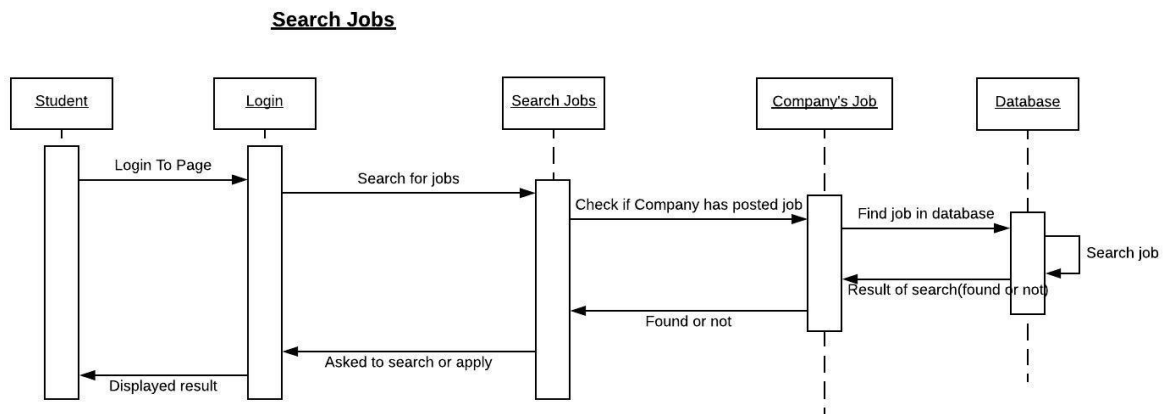 Search Jobs
Student
Login
Search Jobs
Company's Job
Database
Login To Page
Search for jobs
Check if Company has posted job
Find job in database
Search job
Result of search(found or not)
Found or not
Asked to search or apply
Displayed result